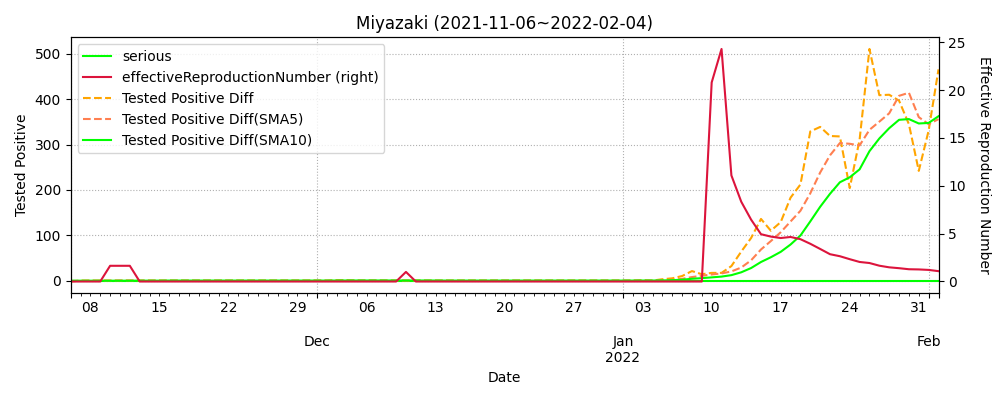 Miyazaki (2021-11-06~2022-02-04)
serious
effectiveReproductionNumber (right)
Tested Positive Diff
Tested Positive Diff(SMA5)
Tested Positive Diff(SMA10)
Tested Positive
500
400
300
200
100
0
25
20
15
10
5
0
Effective Reproduction Number
08 15 22 29 06 13 20 27 03 10 17 24 31
Dec Jan Feb
2022
Date